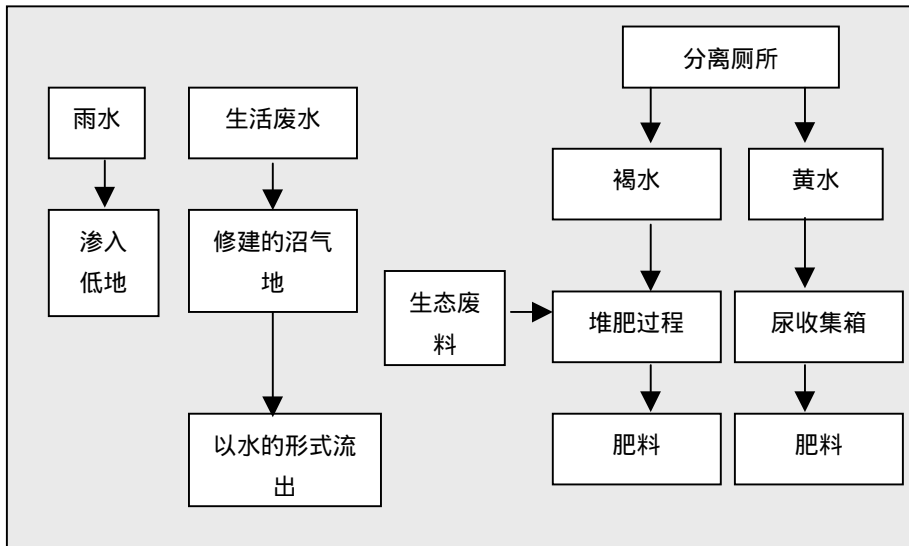 分离厕所
雨水
生活废水
褐水
黄水
渗入
低地
修建的沼气
地
生态废
料
堆肥过程
尿收集箱
以水的形式流
出
肥料
肥料